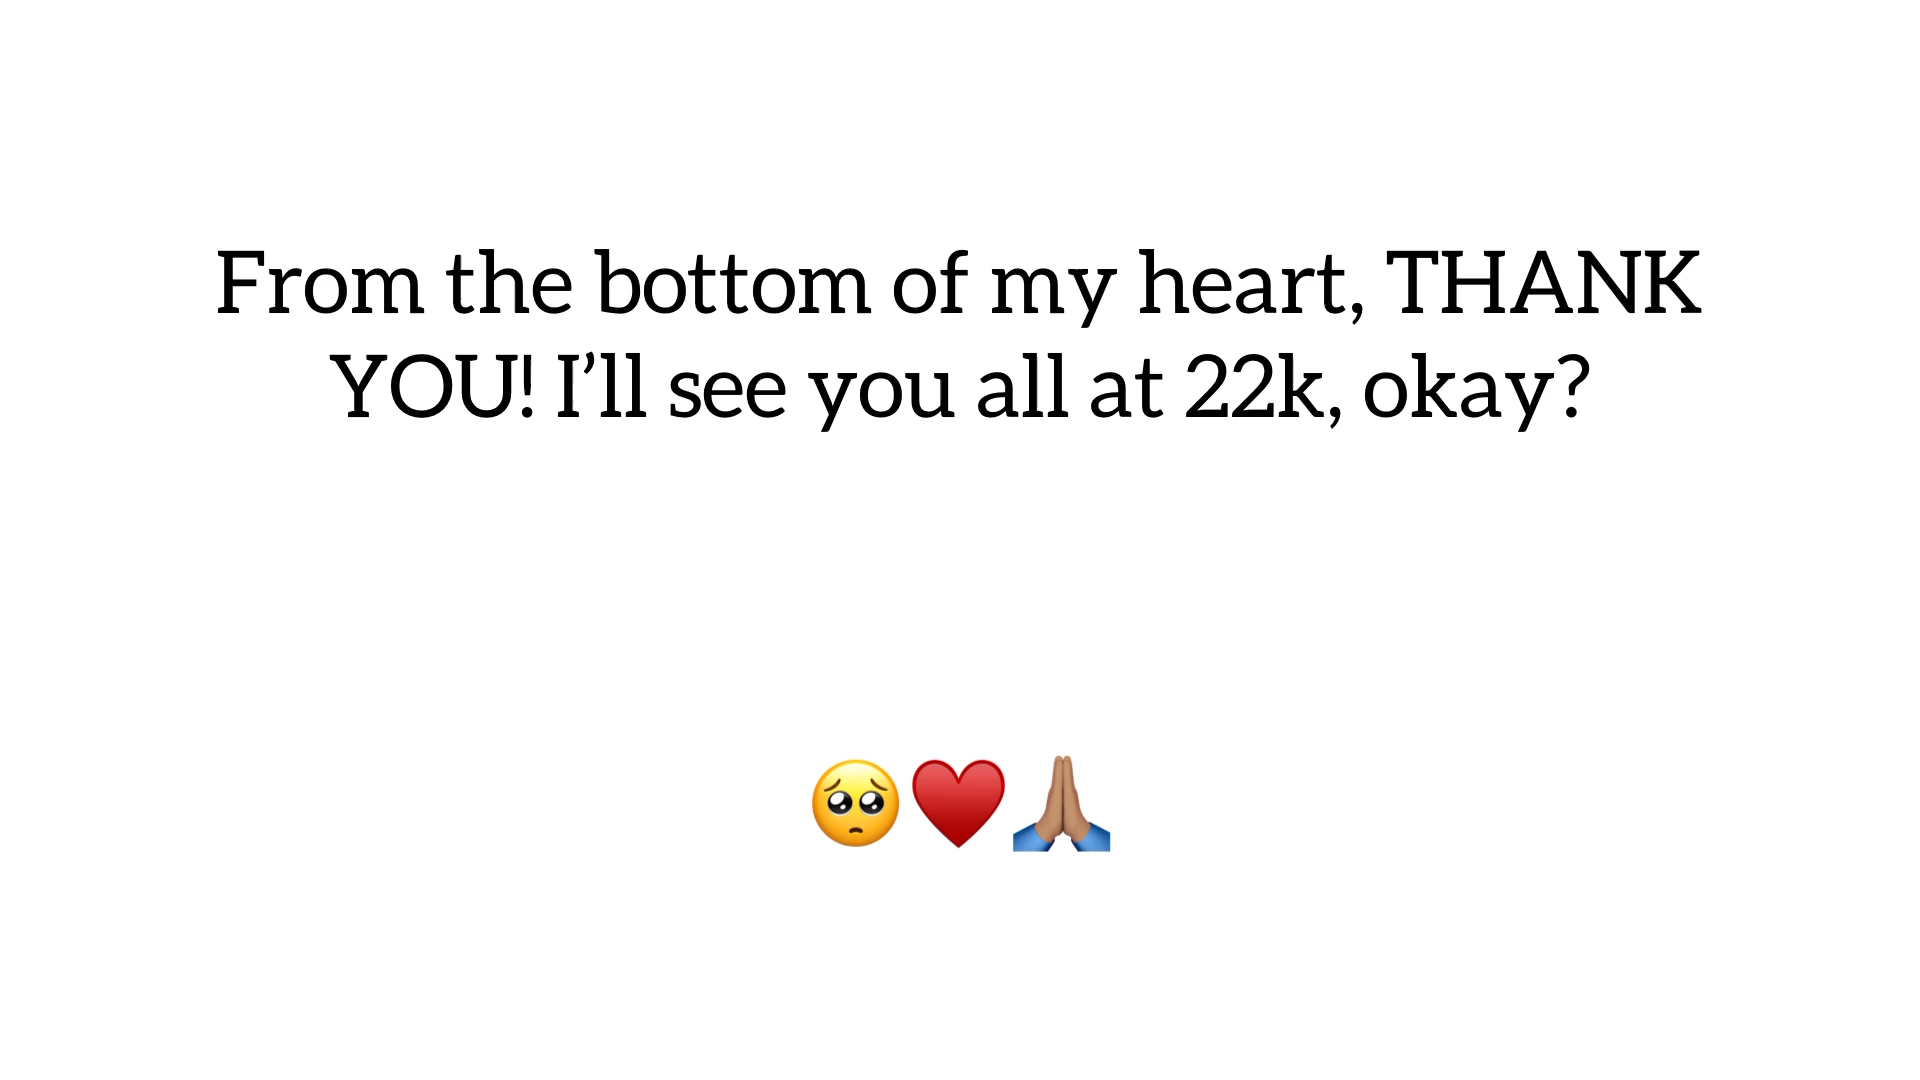 From the bottom of my heart, THANK
YOU! I’ll see you all at 22k, okay?
🥺♥️🙏🏽